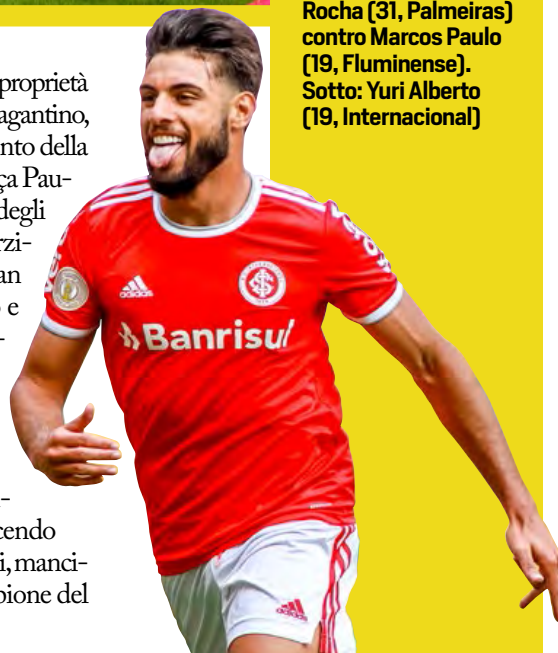 proprietà
agantino,
nto della
ça Pau-
degli
rzi-
an
e
-
-
cendo
i, manci-
pione del
Rocha (31, Palmeiras)
contro Marcos Paulo
(19, Fluminense).
Sotto: Yuri Alberto
(19, Internacional)
adidas
Banrisul